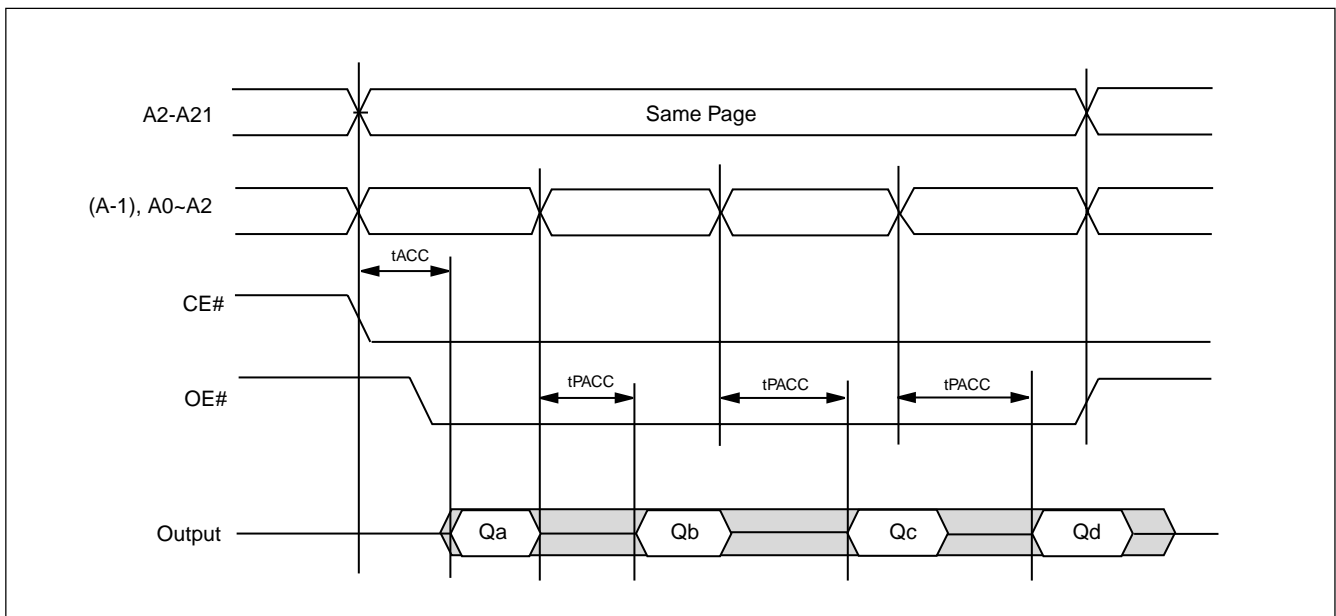 A2-A21
Same Page
(A-1), A0~A2
tACC
CE#
tPACC
tPACC
tPACC
OE#
Output
Qa
Qb
Qc
Qd